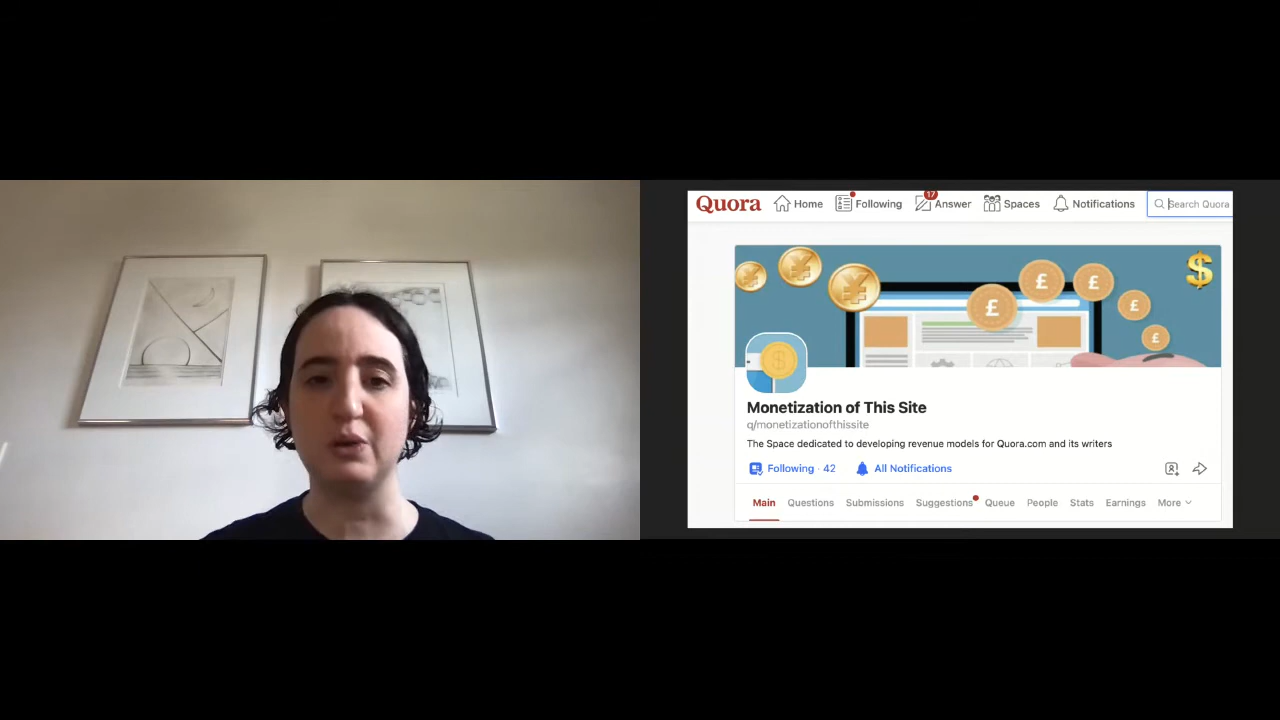 Quora Home Following 17 Answer Spaces Notifications Search Quora
Monetization of This Site
q/monetizationofthissite
The Space dedicated to developing revenue models for Quora.com and its writers
Following · 42 All Notifications
Main Questions Submissions Suggestions Queue People Stats Earnings More